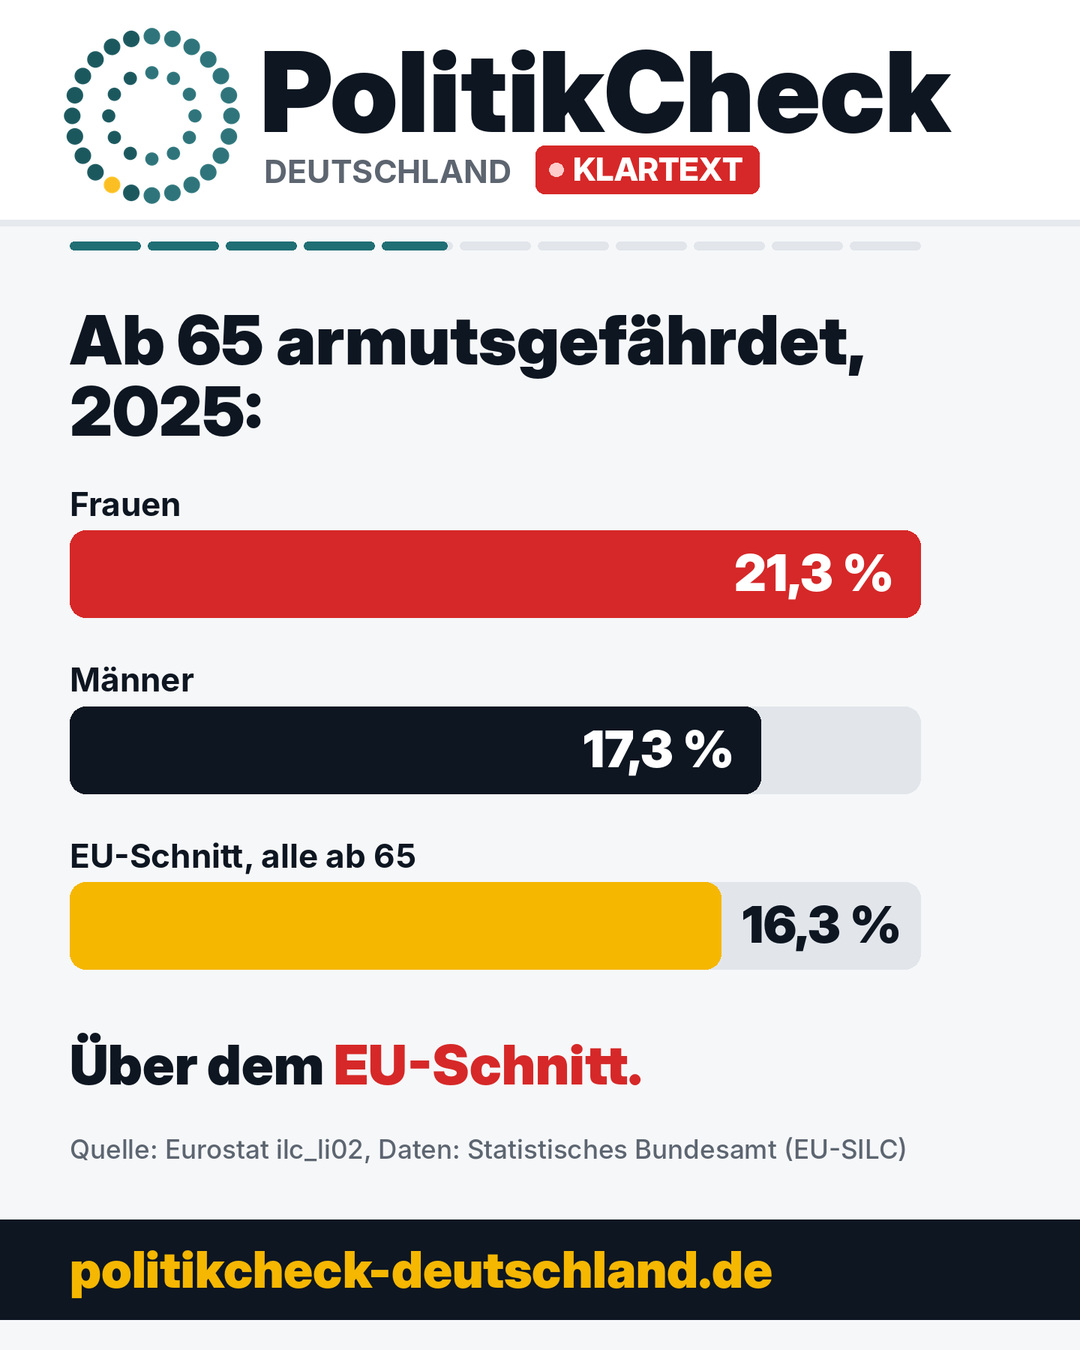 PolitikCheck
DEUTSCHLAND KLARTEXT
Ab 65 armutsgefährdet,
2025:
Frauen
21,3 %
Männer
17,3 %
EU-Schnitt, alle ab 65
16,3 %
Über dem EU-Schnitt.
Quelle: Eurostat ilc_li02, Daten: Statistisches Bundesamt (EU-SILC)
politikcheck-deutschland.de